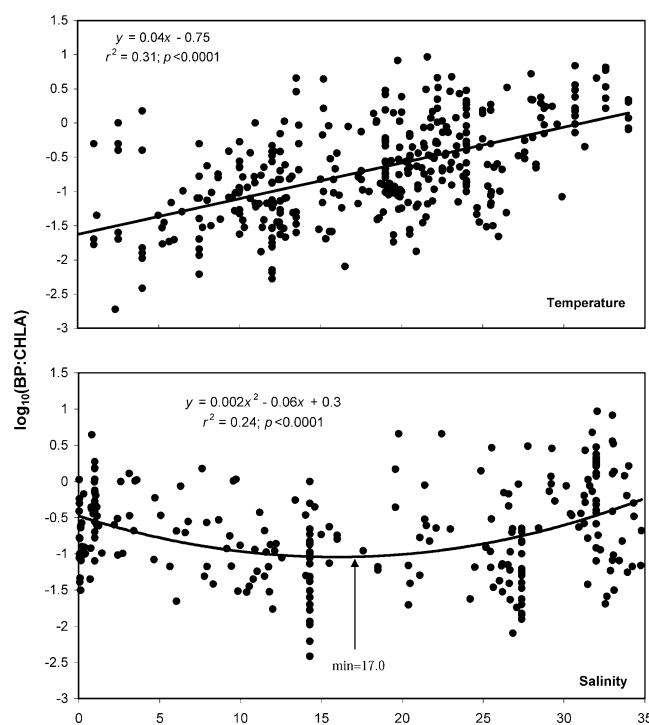 1.5
y = 0.04x - 0.75
1
r² = 0.31; p<0.0001
0.5
0
-0.5
-1
-1.5
-2
-2.5
Temperature
-3
log₁₀(BP:CHLA)
1.5
y = 0.002x² - 0.06x + 0.3
1
r² = 0.24; p<0.0001
0.5
0
-0.5
-1
-1.5
-2
min=17.0
-2.5
Salinity
-3
0 5 10 15 20 25 30 35